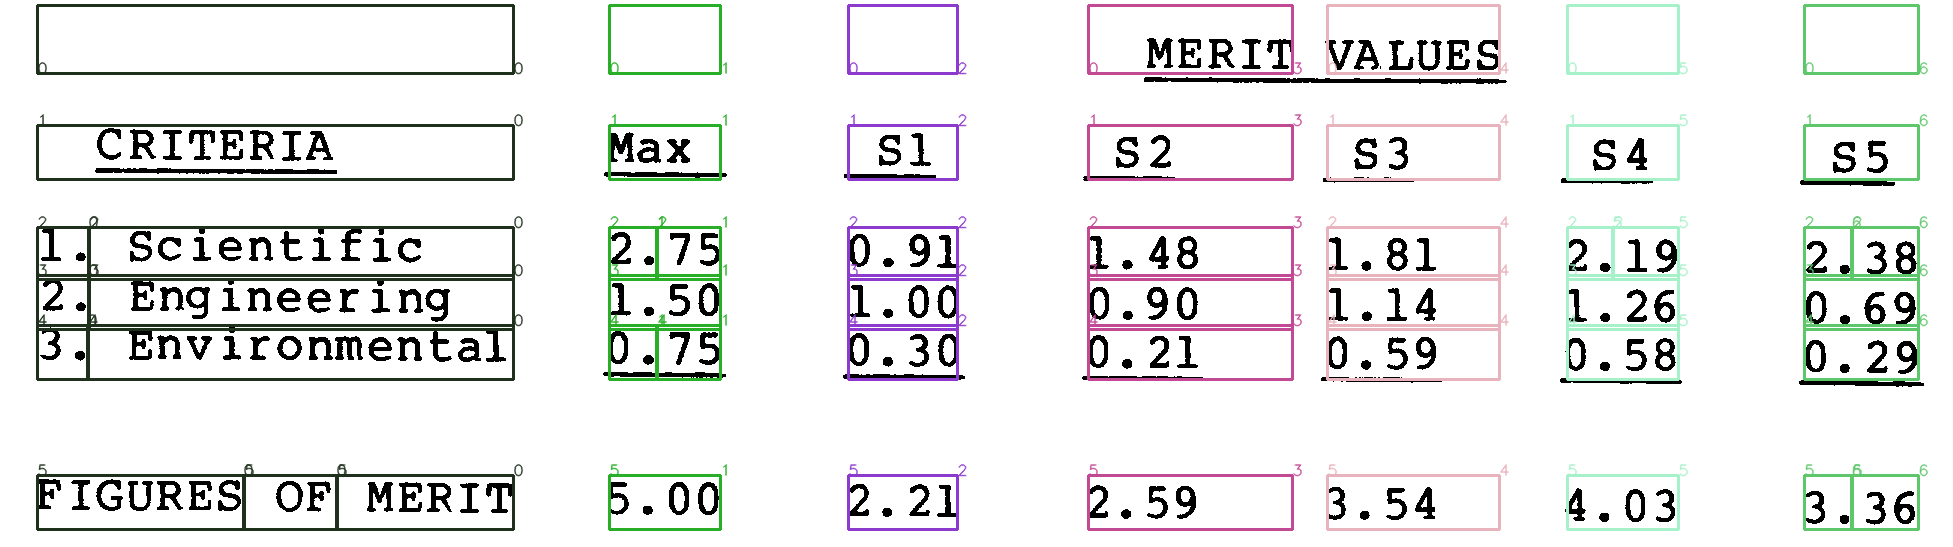 MERIT VALUES
CRITERIA Max S1 S2 S3 S4 S5
1. Scientific 2.75 0.91 1.48 1.81 2.19 2.38
2. Engineering 1.50 1.00 0.90 1.14 1.26 0.69
3. Environmental 0.75 0.30 0.21 0.59 0.58 0.29
FIGURES OF MERIT 5.00 2.21 2.59 3.54 4.03 3.36